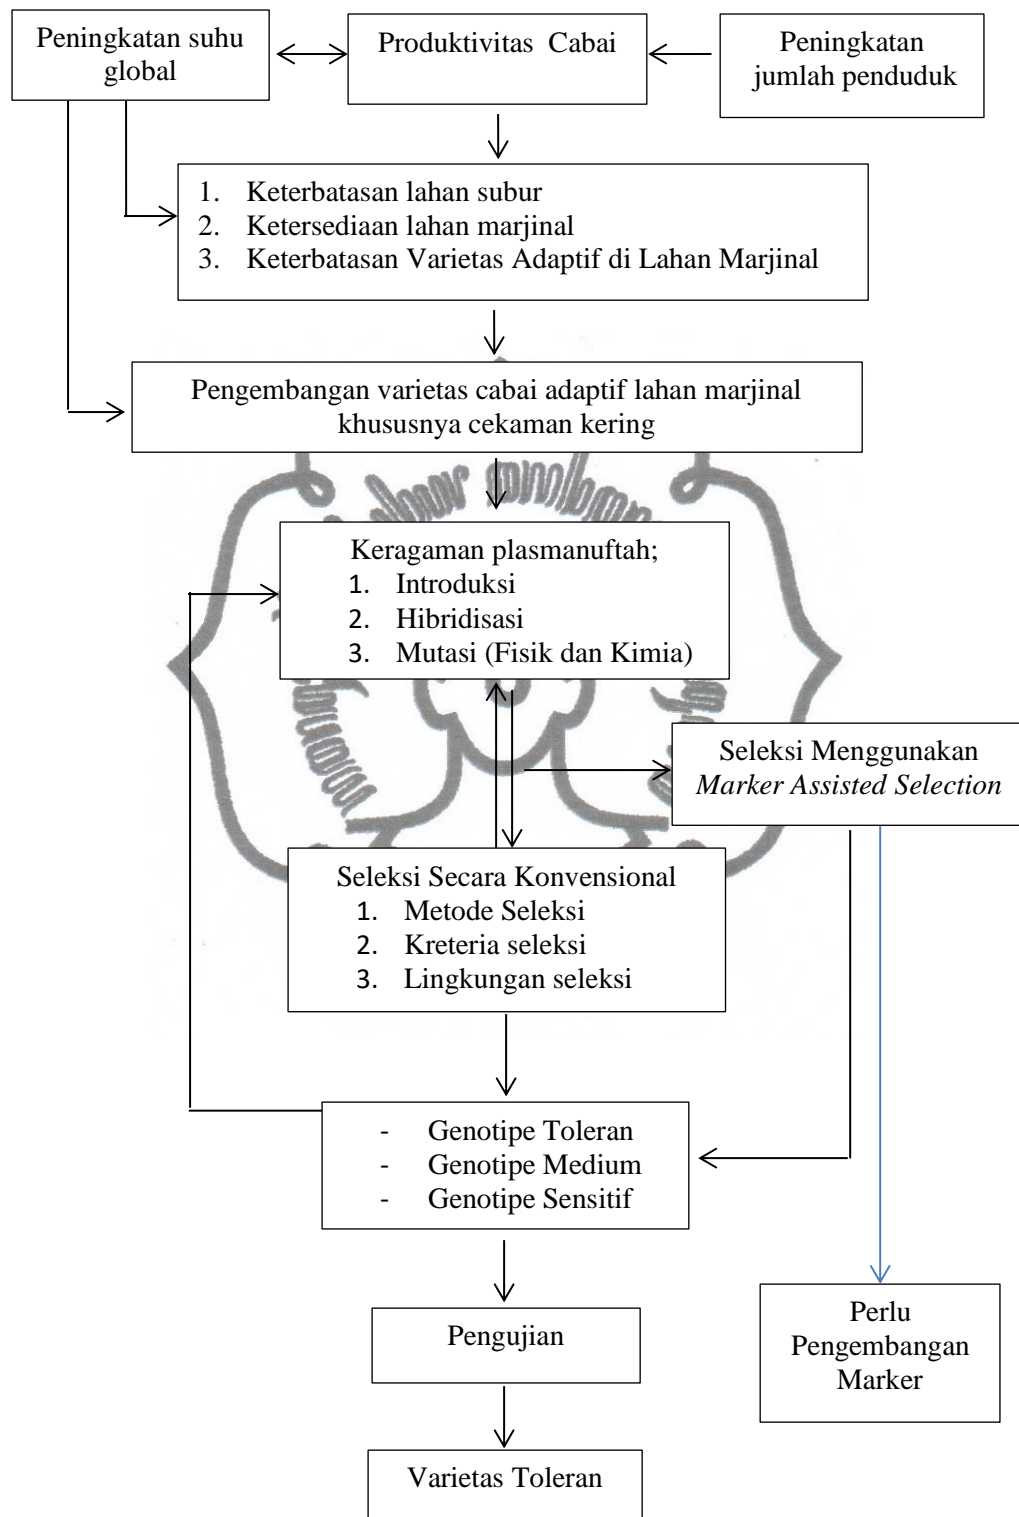 Peningkatan suhu
global
Produktivitas Cabai
Peningkatan
jumlah penduduk
1. Keterbatasan lahan subur
2. Ketersediaan lahan marjinal
3. Keterbatasan Varietas Adaptif di Lahan Marjinal
Pengembangan varietas cabai adaptif lahan marjinal
khususnya cekaman kering
Keragaman plasmanuftah;
1. Introduksi
2. Hibridisasi
3. Mutasi (Fisik dan Kimia)
Seleksi Menggunakan
Marker Assisted Selection
Seleksi Secara Konvensional
1. Metode Seleksi
2. Kreteria seleksi
3. Lingkungan seleksi
- Genotipe Toleran
- Genotipe Medium
- Genotipe Sensitif
Pengujian
Perlu
Pengembangan
Marker
Varietas Toleran